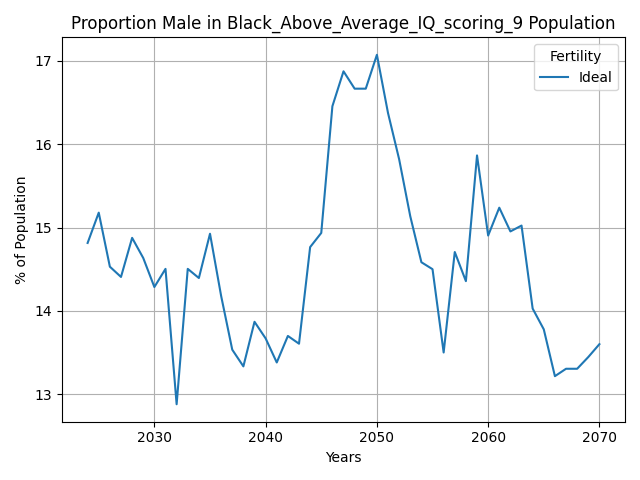 Proportion Male in Black_Above_Average_IQ_scoring_9 Population
Fertility
Ideal
17
16
15
14
13
% of Population
2030 2040 2050 2060 2070
Years